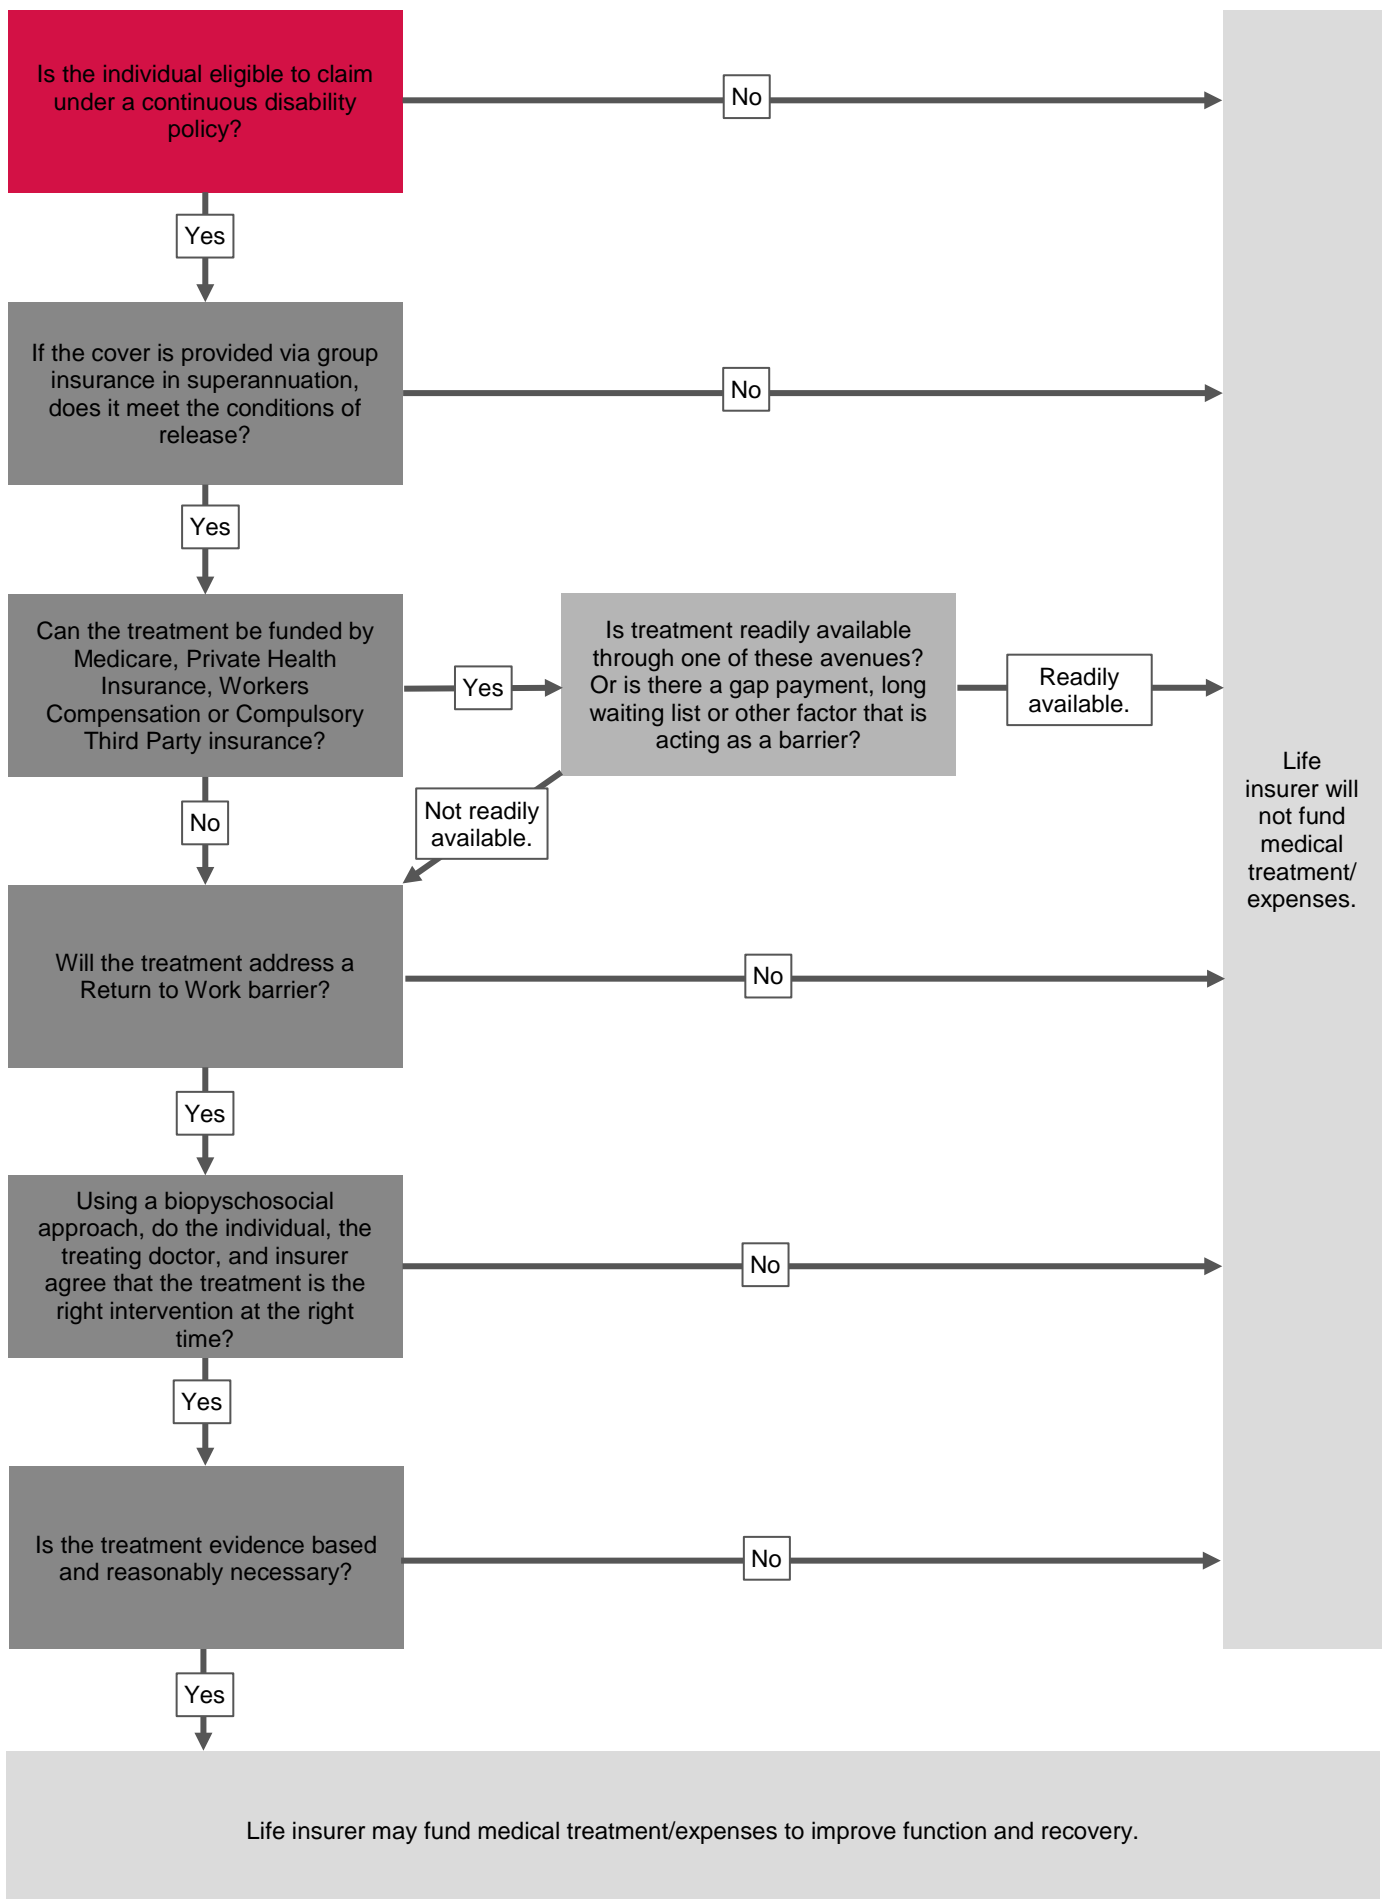 Is the individual eligible to claim
under a continuous disability
policy?
No
Yes
If the cover is provided via group
insurance in superannuation,
does it meet the conditions of
release?
No
Yes
Can the treatment be funded by
Medicare, Private Health
Insurance, Workers
Compensation or Compulsory
Third Party insurance?
Yes
Is treatment readily available
through one of these avenues?
Or is there a gap payment, long
waiting list or other factor that is
acting as a barrier?
Readily
available.
Life
insurer will
not fund
medical
treatment/
expenses.
Not readily
available.
No
Will the treatment address a
Return to Work barrier?
No
Yes
Using a biopyschosocial
approach, do the individual, the
treating doctor, and insurer
agree that the treatment is the
right intervention at the right
time?
No
Yes
Is the treatment evidence based
and reasonably necessary?
No
Yes
Life insurer may fund medical treatment/expenses to improve function and recovery.